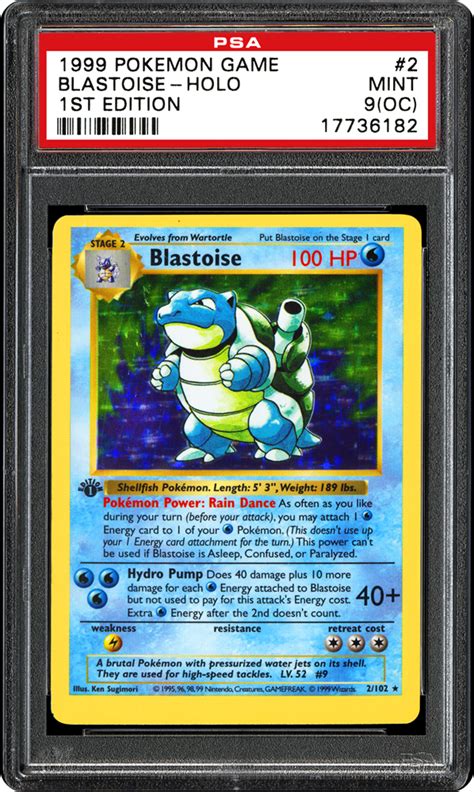 PSA
1999 POKEMON GAME #2
BLASTOISE – HOLO MINT
1ST EDITION 9(OC)
17736182
STAGE 2 Evolves from Wartortle Put Blastoise on the Stage 1 card
Blastoise 100 HP
EDITION
1
Shellfish Pokémon. Length: 5' 3", Weight: 189 lbs.
Pokémon Power: Rain Dance As often as you like
during your turn (before your attack), you may attach 1
Energy card to 1 of your Pokémon. (This doesn't use up
your 1 Energy card attachment for the turn.) This power can't
be used if Blastoise is Asleep, Confused, or Paralyzed.
Hydro Pump Does 40 damage plus 10 more
damage for each Energy attached to Blastoise
but not used to pay for this attack's Energy cost.
Extra Energy after the 2nd doesn't count.
40+
weakness resistance retreat cost
A brutal Pokémon with pressurized water jets on its shell.
They are used for high-speed tackles. LV. 52 #9
Illus. Ken Sugimori © 1995, 96, 98, 99 Nintendo, Creatures, GAMEFREAK. © 1999 Wizards. 2/102 ★